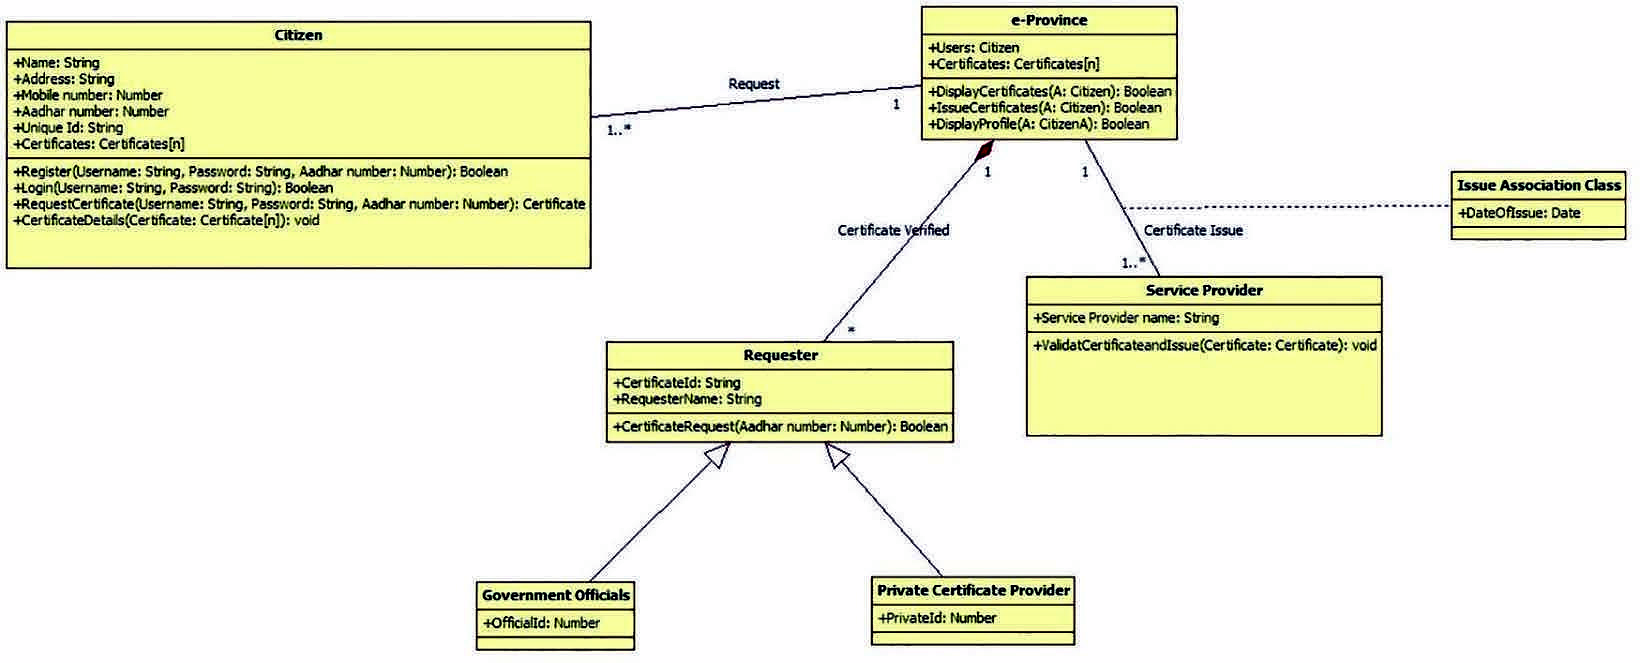 Citizen
+Name: String
+Address: String
+Mobile number: Number
+Aadhar number: Number
+Unique Id: String
+Certificates: Certificates[n]
+Register(Username: String, Password: String, Aadhar number: Number): Boolean
+Login(Username: String, Password: String): Boolean
+RequestCertificate(Username: String, Password: String, Aadhar number: Number): Certificate
+CertificateDetails(Certificate: Certificate[n]): void
Request
1..*
1
e-Province
+Users: Citizen
+Certificates: Certificates[n]
+DisplayCertificates(A: Citizen): Boolean
+IssueCertificates(A: Citizen): Boolean
+DisplayProfile(A: CitizenA): Boolean
1
Certificate Verified
*
1
Certificate Issue
1..*
Issue Association Class
+DateOfIssue: Date
Service Provider
+Service Provider name: String
+ValidatCertificateandIssue(Certificate: Certificate): void
Requester
+CertificateId: String
+RequesterName: String
+CertificateRequest(Aadhar number: Number): Boolean
Government Officials
+OfficialId: Number
Private Certificate Provider
+PrivateId: Number